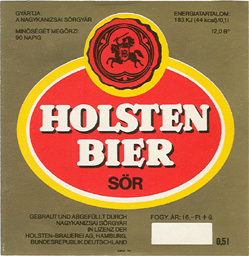 GYÁRTJA
A NAGYKANIZSAI SÖRGYÁR
MINŐSÉGÉT MEGŐRZI:
90 NAPIG
ENERGIATARTALOM:
183 KJ (44 kcal)/0,1 l
12,0 B°
HOLSTEN
BIER
SÖR
GEBRAUT UND ABGEFÜLLT DURCH
NAGYKANIZSAI SÖRGYÁR
IN LIZENZ DER
HOLSTEN-BRAUEREI AG, HAMBURG,
BUNDESREPUBLIK DEUTSCHLAND
FOGY. ÁR: 16,- Ft + ü.
0,5 l